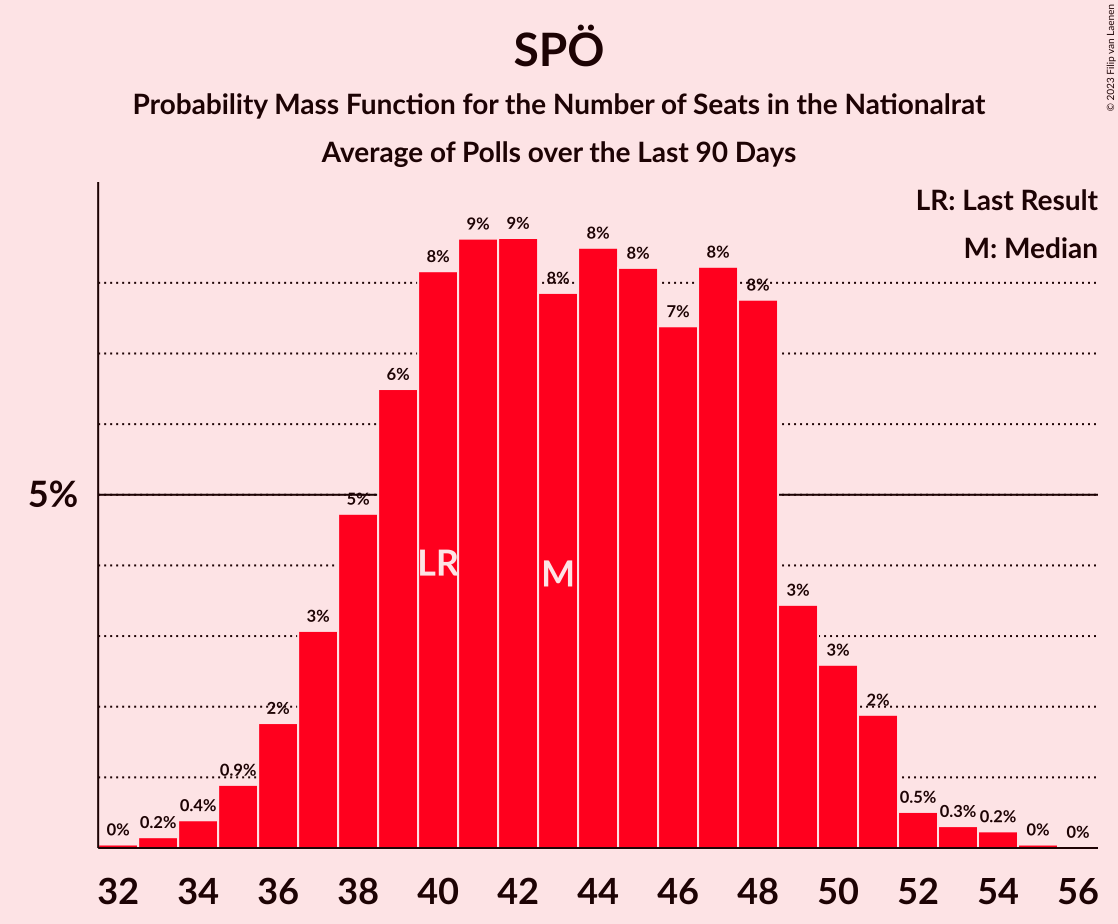 SPÖ
Probability Mass Function for the Number of Seats in the Nationalrat
Average of Polls over the Last 90 Days
© 2023 Filip van Laenen
LR: Last Result
M: Median
5%
0%
0.2%
0.4%
0.9%
2%
3%
5%
6%
8%
9%
9%
8%
8%
8%
7%
8%
8%
3%
3%
2%
0.5%
0.3%
0.2%
0%
0%
LR
M
32 34 36 38 40 42 44 46 48 50 52 54 56